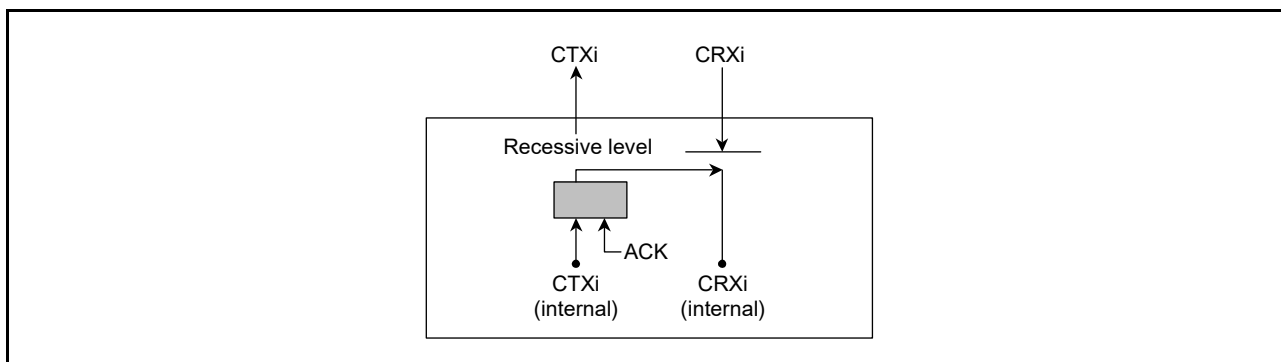 CTXi
CRXi
Recessive level
ACK
CTXi
(internal)
CRXi
(internal)